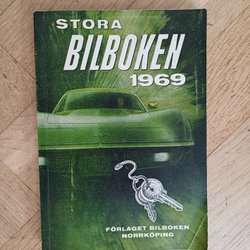 STORA
BILBOKEN
1969
FÖRLAGET BILBOKEN
NORRKÖPING